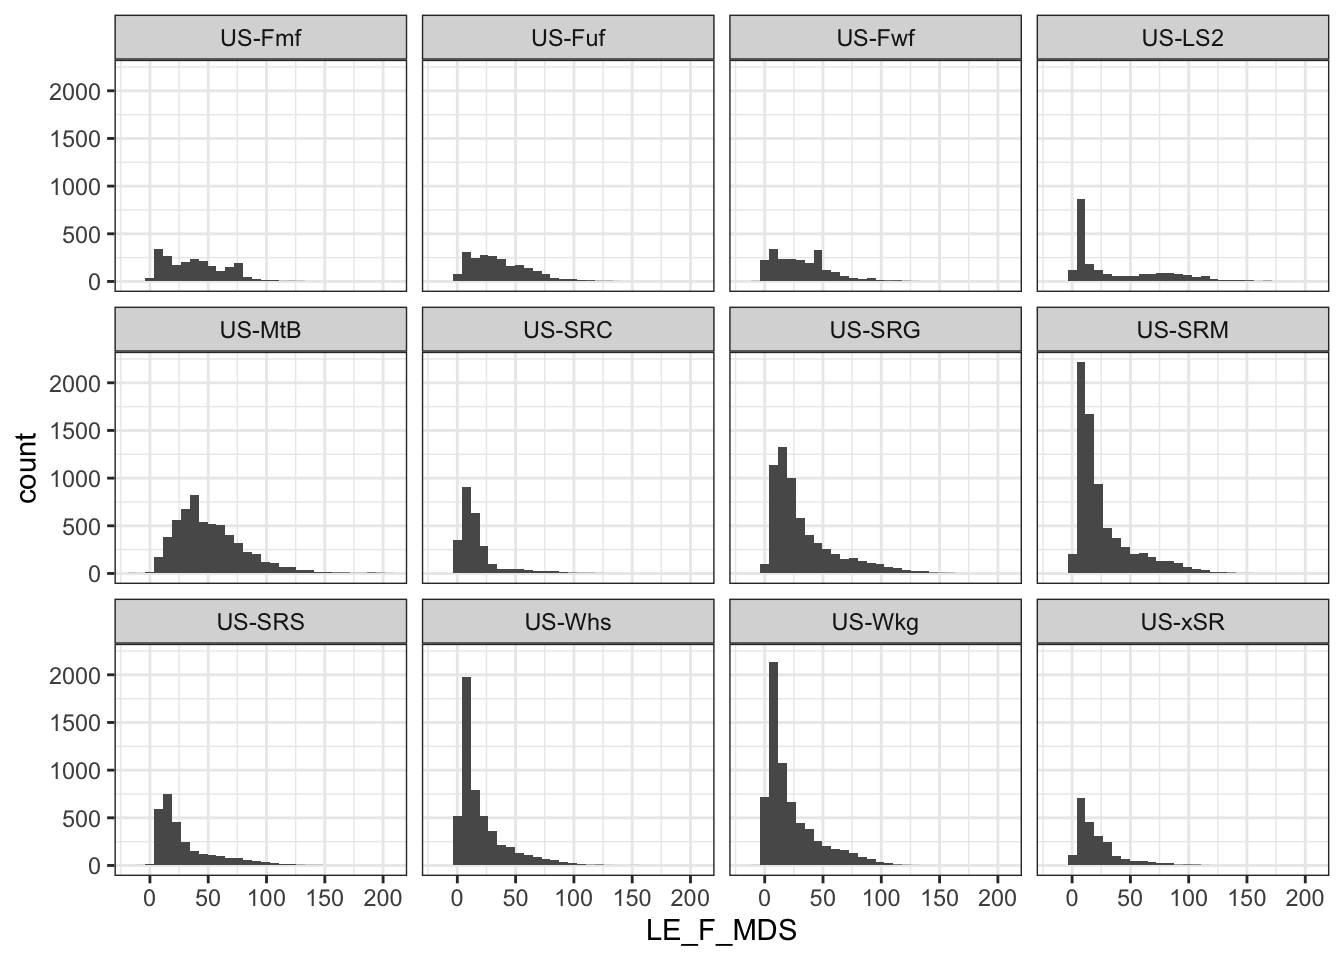 US-Fmf US-Fuf US-Fwf US-LS2
2000
1500
1000
500
0
US-MtB US-SRC US-SRG US-SRM
2000
1500
1000
500
0
count
US-SRS US-Whs US-Wkg US-xSR
2000
1500
1000
500
0
0 50 100 150 200 0 50 100 150 200 0 50 100 150 200 0 50 100 150 200
LE_F_MDS